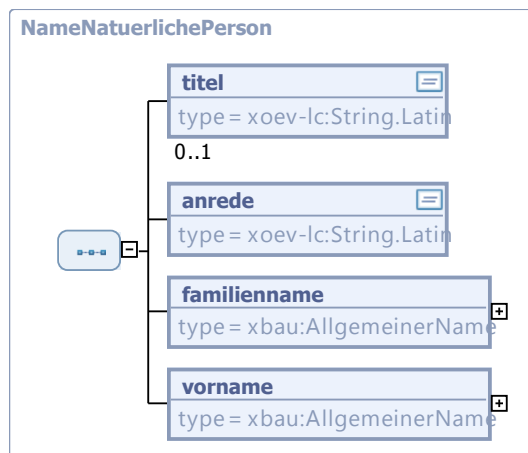 NameNatuerlichePerson
titel
type = xoev-lc:String.Latin
0..1
anrede
type = xoev-lc:String.Latin
familienname
type = xbau:AllgemeinerName
vorname
type = xbau:AllgemeinerName